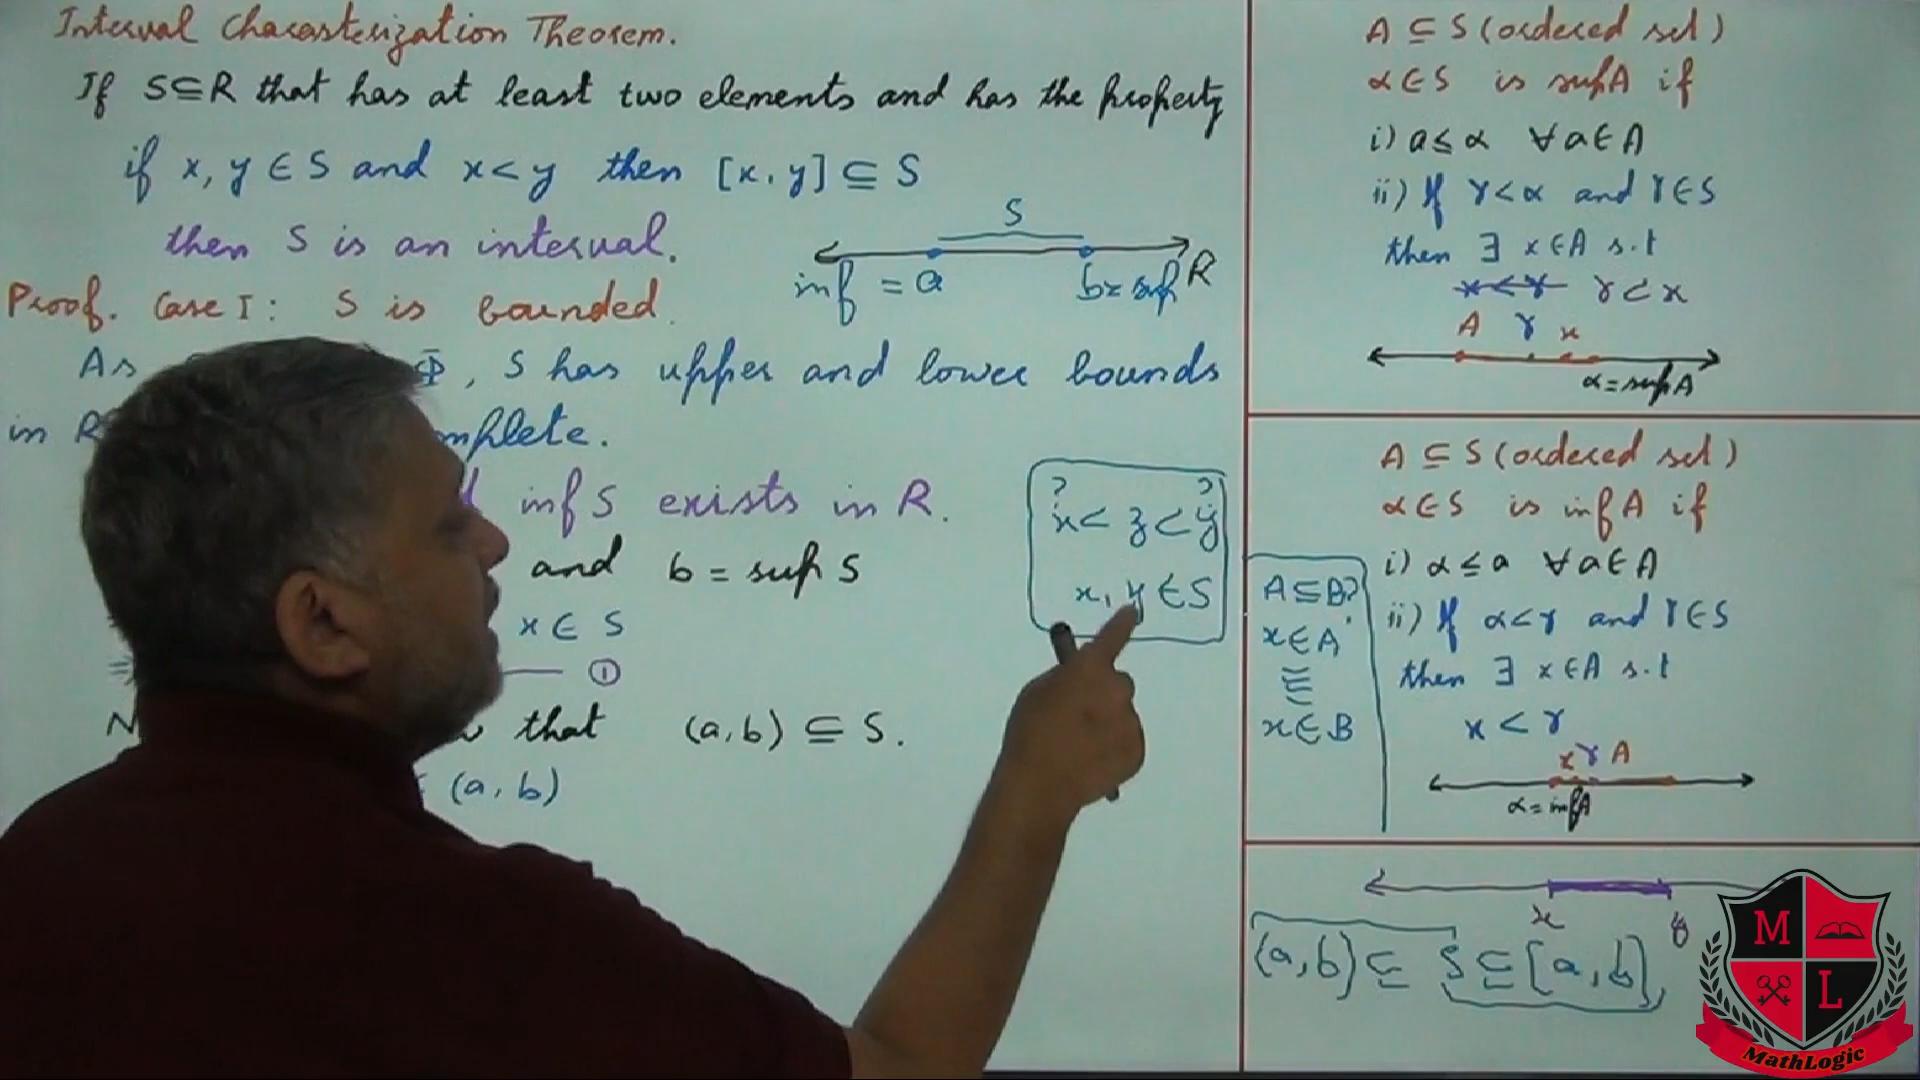 Interval Characterization Theorem.
If S⊆R that has at least two elements and has the property
if x, y ∈ S and x < y then [x, y] ⊆ S
then S is an interval.
S
inf = a
b = sup
R
Proof. Case I: S is bounded.
As Φ, S has upper and lower bounds
in R mplete.
inf S exists in R.
and b = sup S
x ∈ S
①
that (a, b) ⊆ S.
(a, b)
? ?
x < z < y
x, y ∈ S
A ⊆ B?
x ∈ A
x ∈ B
A ⊆ S (ordered set)
α ∈ S is sup A if
i) a ≤ α ∀ a ∈ A
ii) If γ < α and γ ∈ S
then ∃ x ∈ A s.t
x < γ γ < x
A γ x
α = sup A
A ⊆ S (ordered set)
α ∈ S is inf A if
i) α ≤ a ∀ a ∈ A
ii) If α < γ and γ ∈ S
then ∃ x ∈ A s.t
x < γ
x γ A
α = inf A
x y
(a, b) ⊆ S ⊆ [a, b]
M
L
MathLogic